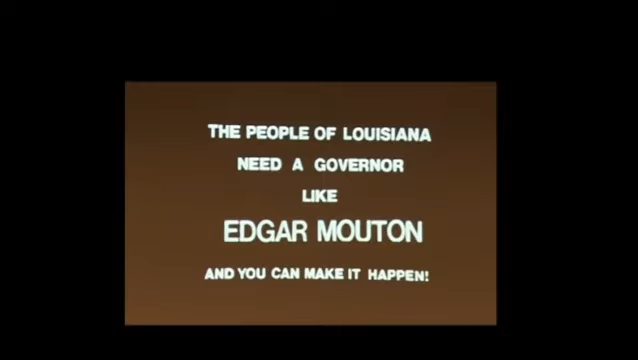 THE PEOPLE OF LOUISIANA
NEED A GOVERNOR
LIKE
EDGAR MOUTON
AND YOU CAN MAKE IT HAPPEN!